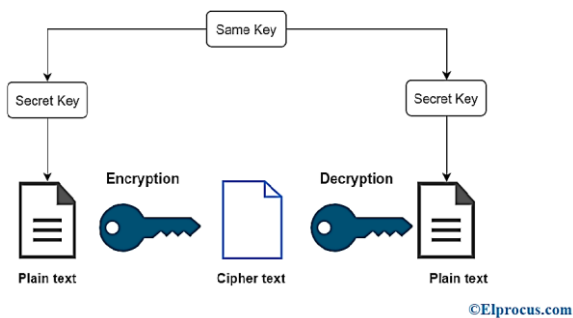 Same Key
Secret Key
Secret Key
Encryption
Decryption
Plain text
Cipher text
Plain text
©Elprocus.com